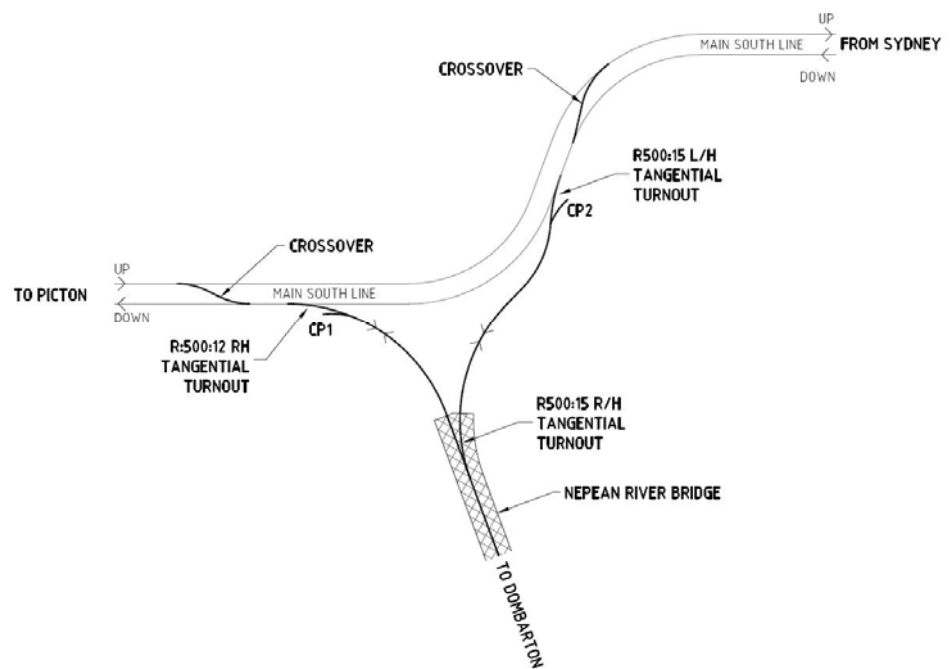 UP
MAIN SOUTH LINE
FROM SYDNEY
DOWN
CROSSOVER
R500:15 L/H
TANGENTIAL
TURNOUT
CP2
CROSSOVER
UP
TO PICTON
MAIN SOUTH LINE
DOWN
CP1
R:500:12 RH
TANGENTIAL
TURNOUT
R500:15 R/H
TANGENTIAL
TURNOUT
NEPEAN RIVER BRIDGE
TO DOMBARTON